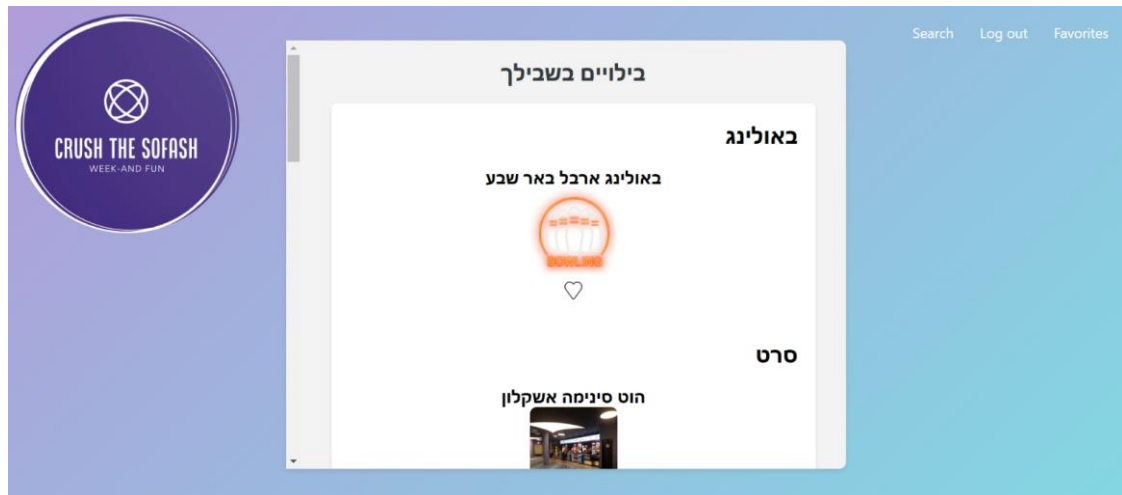 Search Log out Favorites
CRUSH THE SOFASH
WEEK-AND FUN
בילויים בשבילך
באולינג
באולינג ארבל באר שבע
BOWLING
סרט
הוט סינימה אשקלון